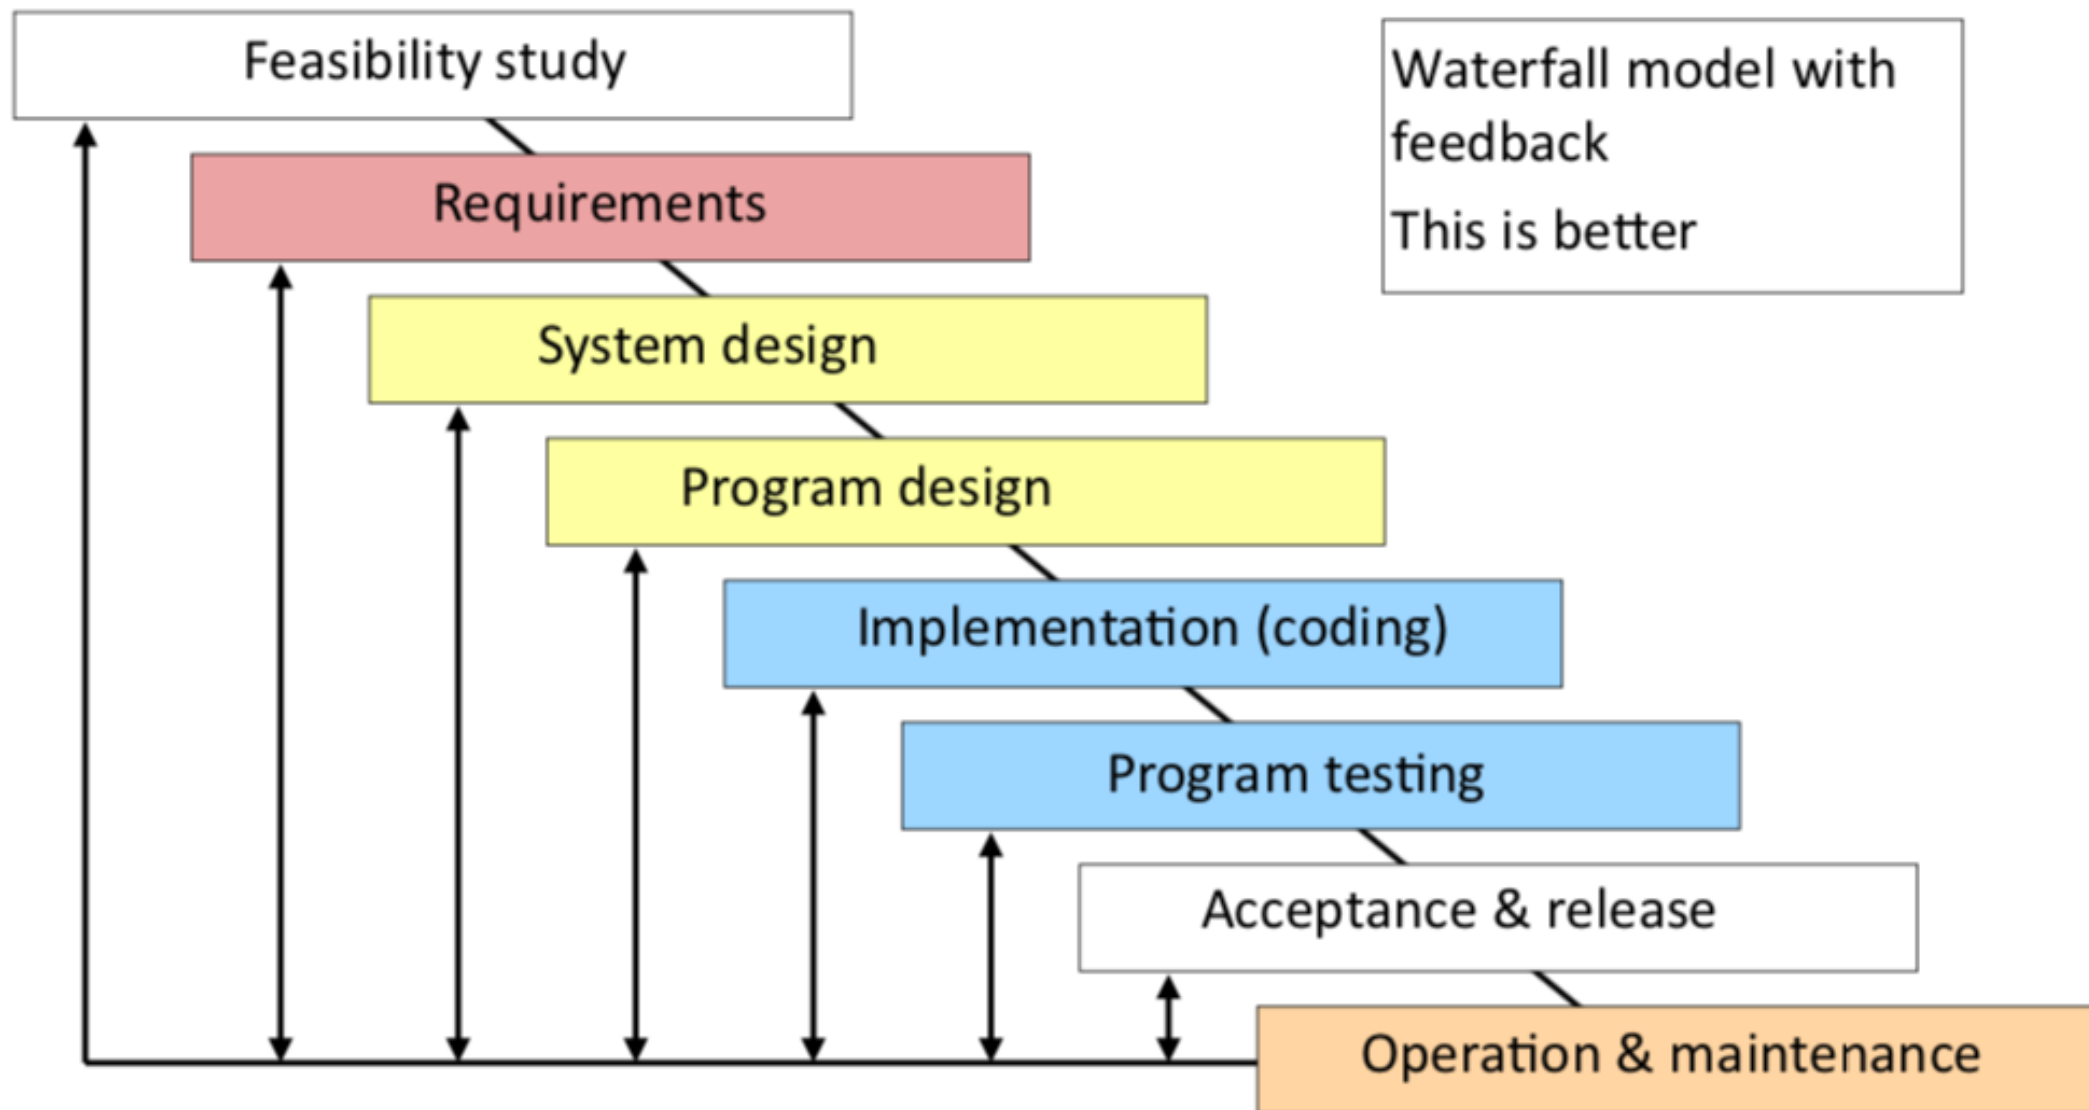 Feasibility study
Waterfall model with
feedback
This is better
Requirements
System design
Program design
Implementation (coding)
Program testing
Acceptance & release
Operation & maintenance